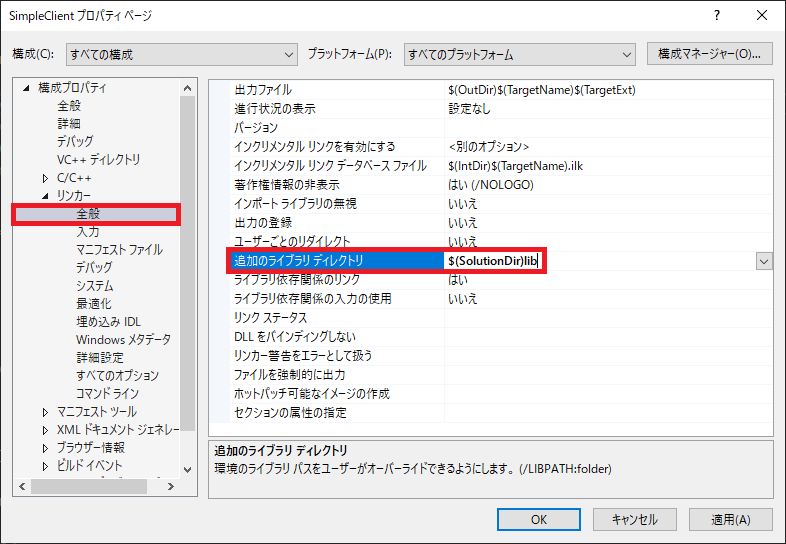 SimpleClient プロパティ ページ
構成(C): すべての構成 プラットフォーム(P): すべてのプラットフォーム 構成マネージャー(O)...
構成プロパティ
全般
詳細
デバッグ
VC++ ディレクトリ
C/C++
リンカー
全般
入力
マニフェスト ファイル
デバッグ
システム
最適化
埋め込み IDL
Windows メタデータ
詳細設定
すべてのオプション
コマンド ライン
マニフェスト ツール
XML ドキュメント ジェネレー
ブラウザー情報
ビルド イベント
出力ファイル $(OutDir)$(TargetName)$(TargetExt)
進行状況の表示 設定なし
バージョン
インクリメンタル リンクを有効にする <別のオプション>
インクリメンタル リンク データベース ファイル $(IntDir)$(TargetName).ilk
著作権情報の非表示 はい (/NOLOGO)
インポート ライブラリの無視 いいえ
出力の登録 いいえ
ユーザーごとのリダイレクト いいえ
追加のライブラリ ディレクトリ $(SolutionDir)lib
ライブラリ依存関係のリンク はい
ライブラリ依存関係の入力の使用 いいえ
リンク ステータス
DLL をバインディングしない
リンカー警告をエラーとして扱う
ファイルを強制的に出力
ホットパッチ可能なイメージの作成
セクションの属性の指定
追加のライブラリ ディレクトリ
環境のライブラリ パスをユーザーがオーバーライドできるようにします。 (/LIBPATH:folder)
OK キャンセル 適用(A)